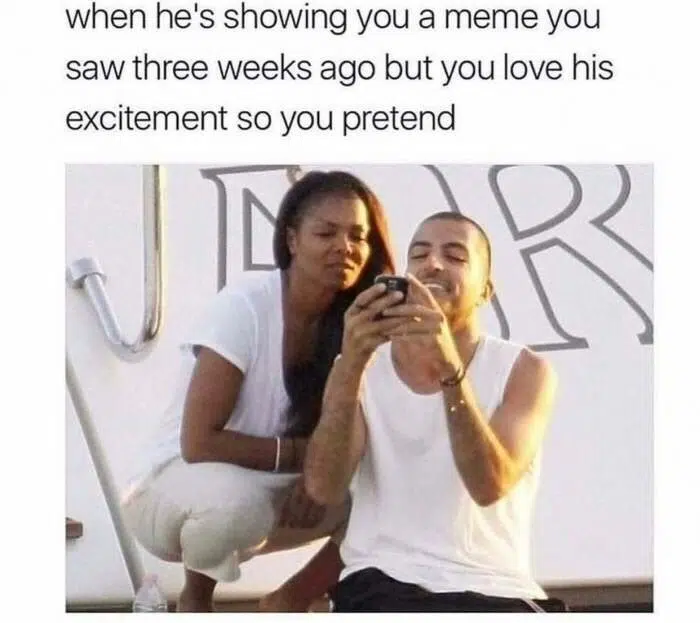 when he's showing you a meme you
saw three weeks ago but you love his
excitement so you pretend